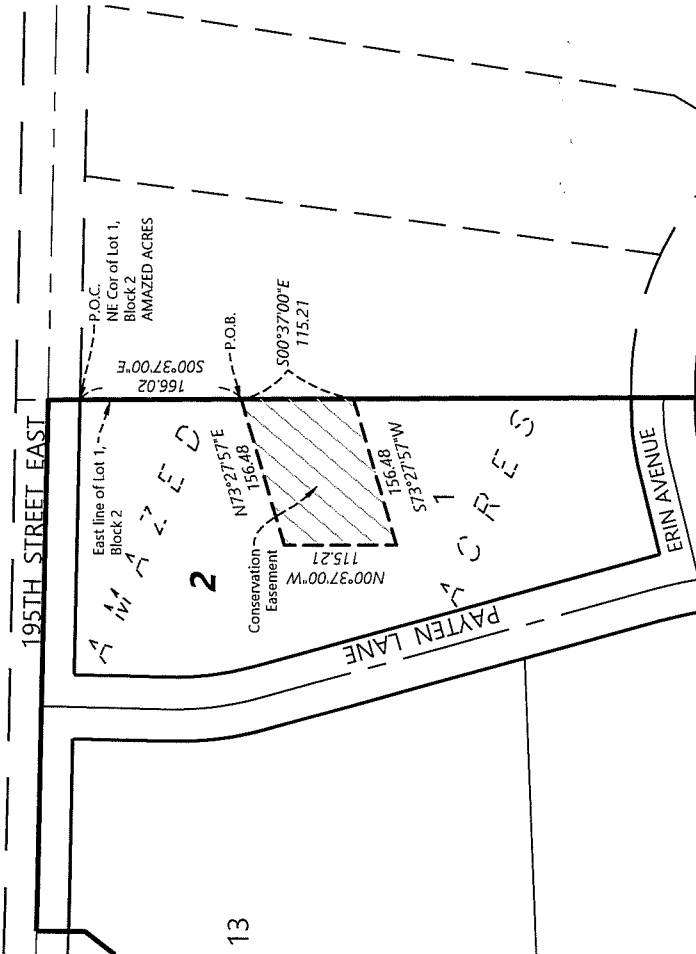 195TH STREET EAST
P.O.C.
NE Cor of Lot 1,
Block 2
AMAZED ACRES
S00°37'00"E
166.02
East line of Lot 1,
Block 2
P.O.B.
S00°37'00"E
115.21
N73°27'57"E
156.48
A M A Z E D
2
Conservation
Easement
N00°37'00"W
115.21
156.48
S73°27'57"W
1
A C R E S
PAYTEN LANE
ERIN AVENUE
13